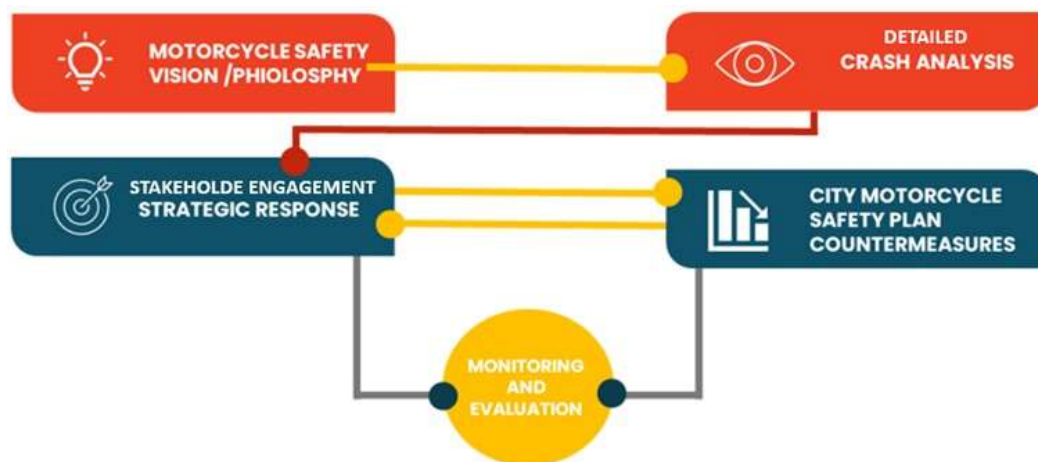 MOTORCYCLE SAFETY
VISION /PHIOLOSPHY
DETAILED
CRASH ANALYSIS
STAKEHOLDE ENGAGEMENT
STRATEGIC RESPONSE
CITY MOTORCYCLE
SAFETY PLAN
COUNTERMEASURES
MONITORING
AND
EVALUATION